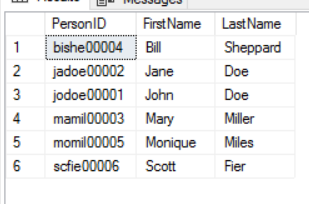 Messages
PersonID FirstName LastName
1 bishe00004 Bill Sheppard
2 jadoe00002 Jane Doe
3 jodoe00001 John Doe
4 mamil00003 Mary Miller
5 momil00005 Monique Miles
6 scfie00006 Scott Fier